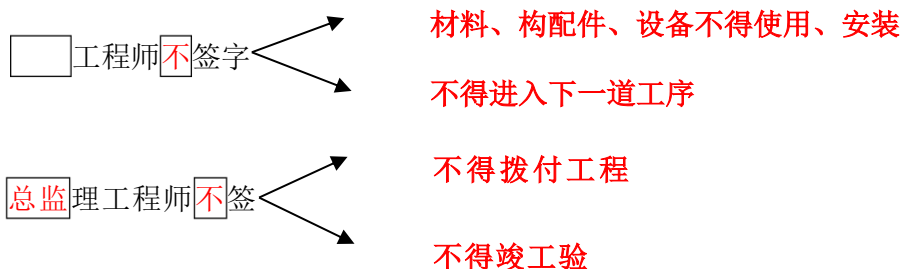 材料、构配件、设备不得使用、安装
工程师不签字
不得进入下一道工序
不得拨付工程
总监理工程师不签
不得竣工验